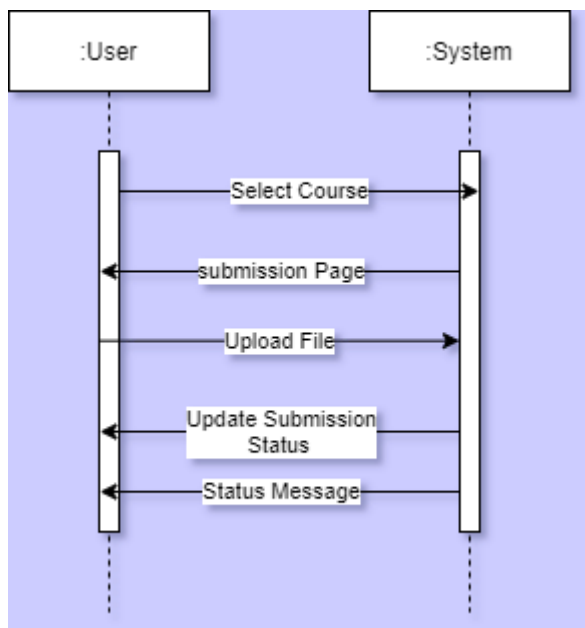 :User
:System
Select Course
submission Page
Upload File
Update Submission
Status
Status Message